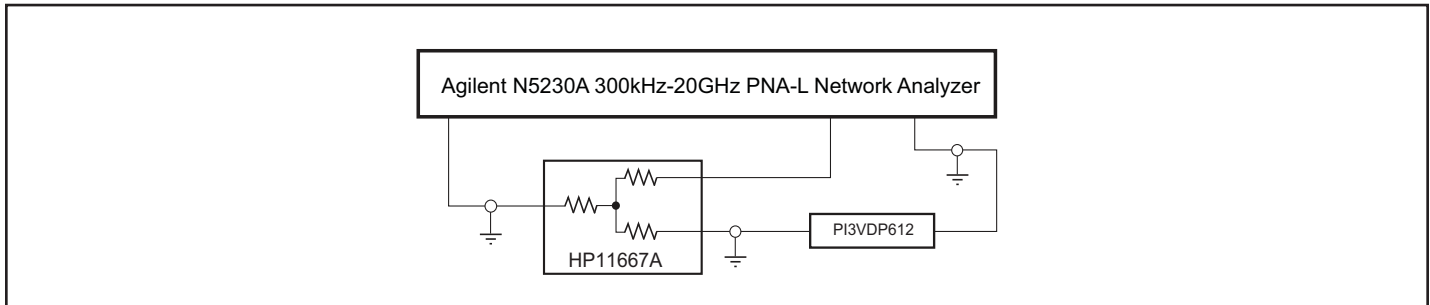 Agilent N5230A 300kHz-20GHz PNA-L Network Analyzer
PI3VDP612
HP11667A